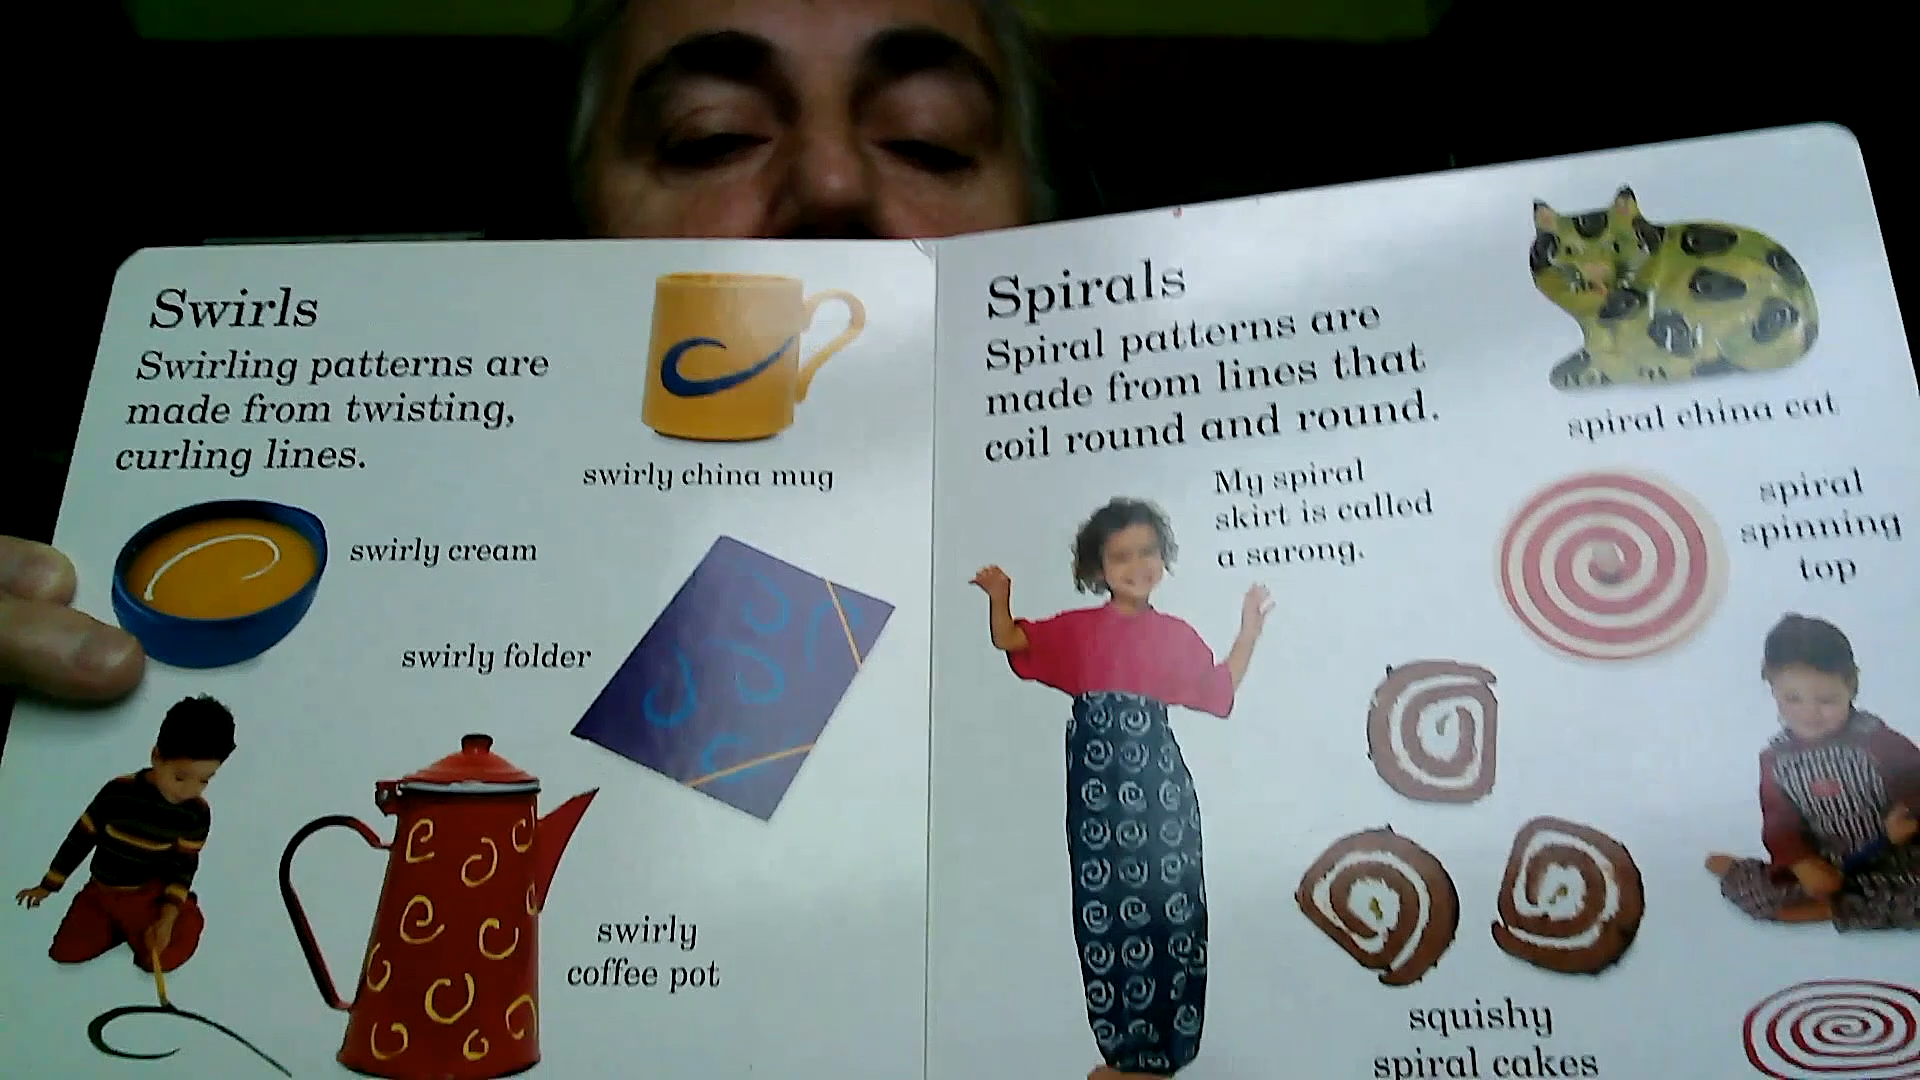 Swirls
Swirling patterns are
made from twisting,
curling lines.
swirly china mug
swirly cream
swirly folder
swirly
coffee pot
Spirals
Spiral patterns are
made from lines that
coil round and round.
spiral china cat
My spiral
skirt is called
a sarong.
spiral
spinning
top
squishy
spiral cakes